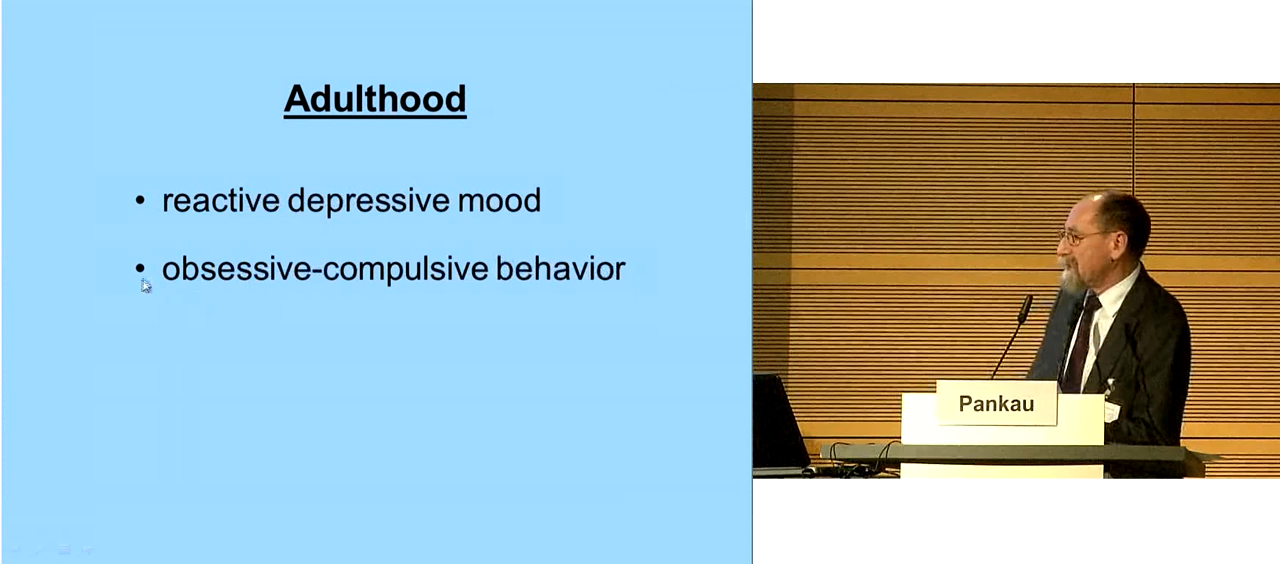 Adulthood
• reactive depressive mood
• obsessive-compulsive behavior
Pankau